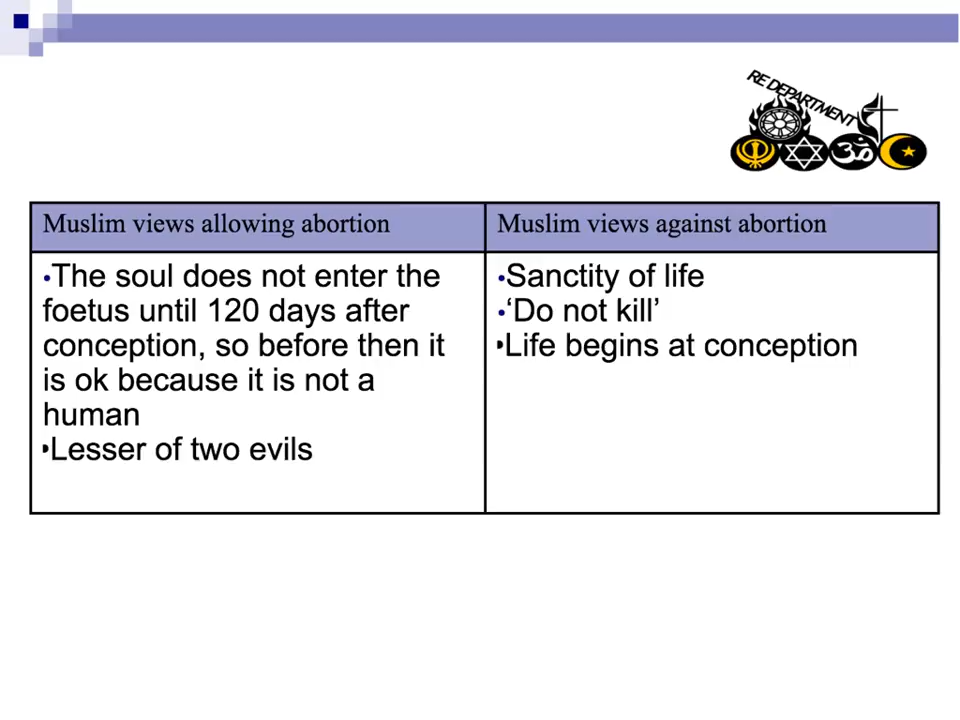 RE DEPARTMENT
Muslim views allowing abortion
Muslim views against abortion
•The soul does not enter the
foetus until 120 days after
conception, so before then it
is ok because it is not a
human
•Lesser of two evils
•Sanctity of life
•‘Do not kill’
•Life begins at conception